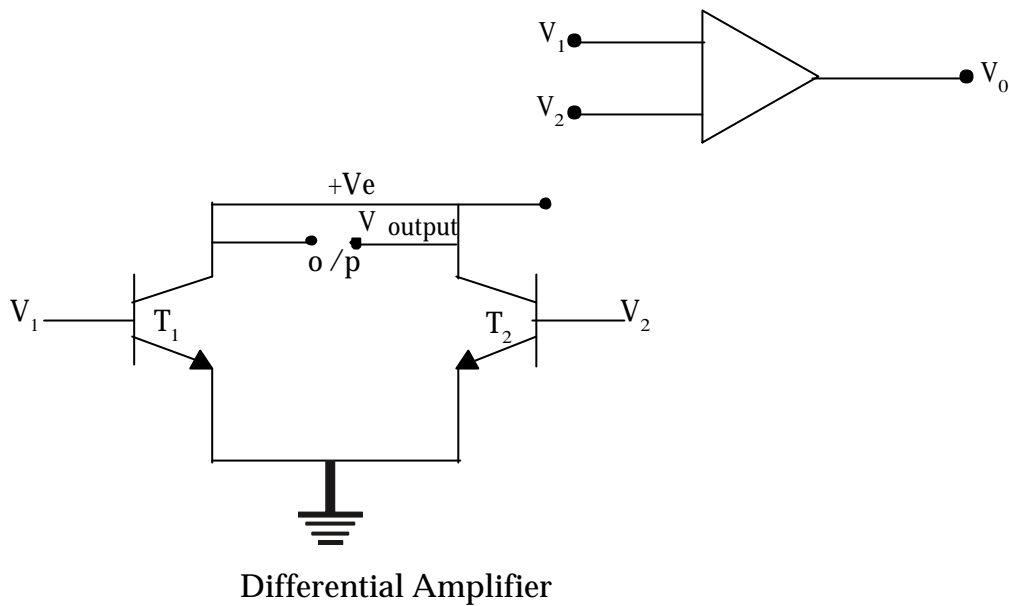 V₁
V₂
V₀
+Ve
V output
o /p
V₁
T₁
T₂
V₂
Differential Amplifier